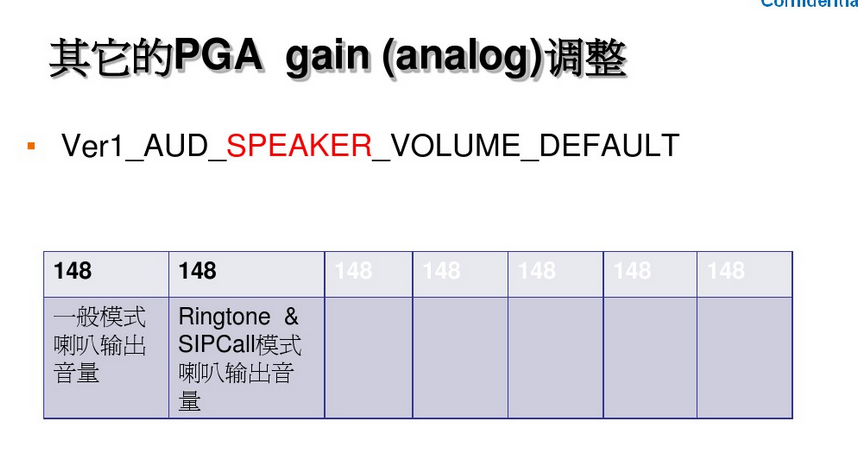 其它的PGA gain (analog)调整
▪ Ver1_AUD_SPEAKER_VOLUME_DEFAULT
148 148 148 148 148 148 148
一般模式
喇叭输出
音量
Ringtone &
SIPCall模式
喇叭输出音
量